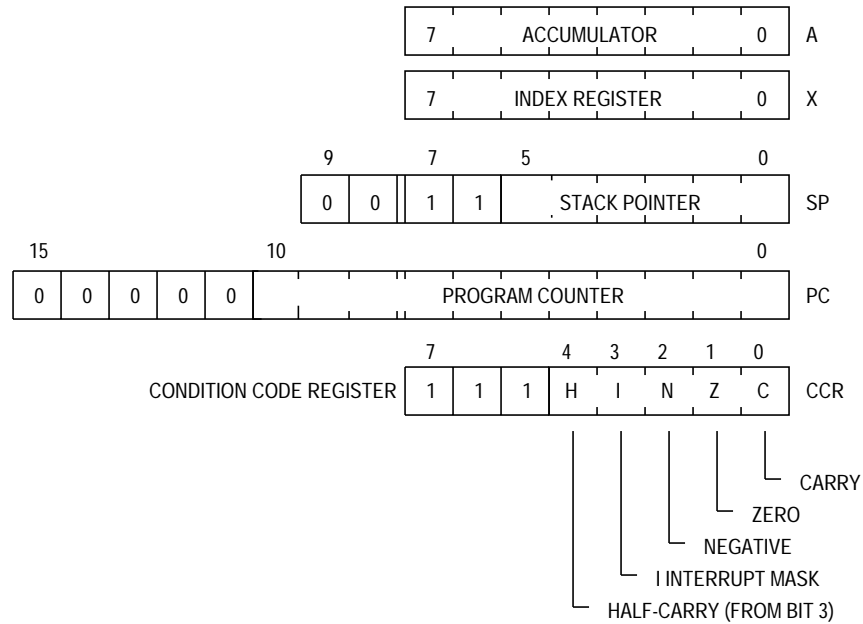 7 ACCUMULATOR 0 A
7 INDEX REGISTER 0 X
9 7 5 0
0 0 1 1 STACK POINTER SP
15 10 0
0 0 0 0 0 PROGRAM COUNTER PC
7 4 3 2 1 0
CONDITION CODE REGISTER 1 1 1 H I N Z C CCR
CARRY
ZERO
NEGATIVE
I INTERRUPT MASK
HALF-CARRY (FROM BIT 3)